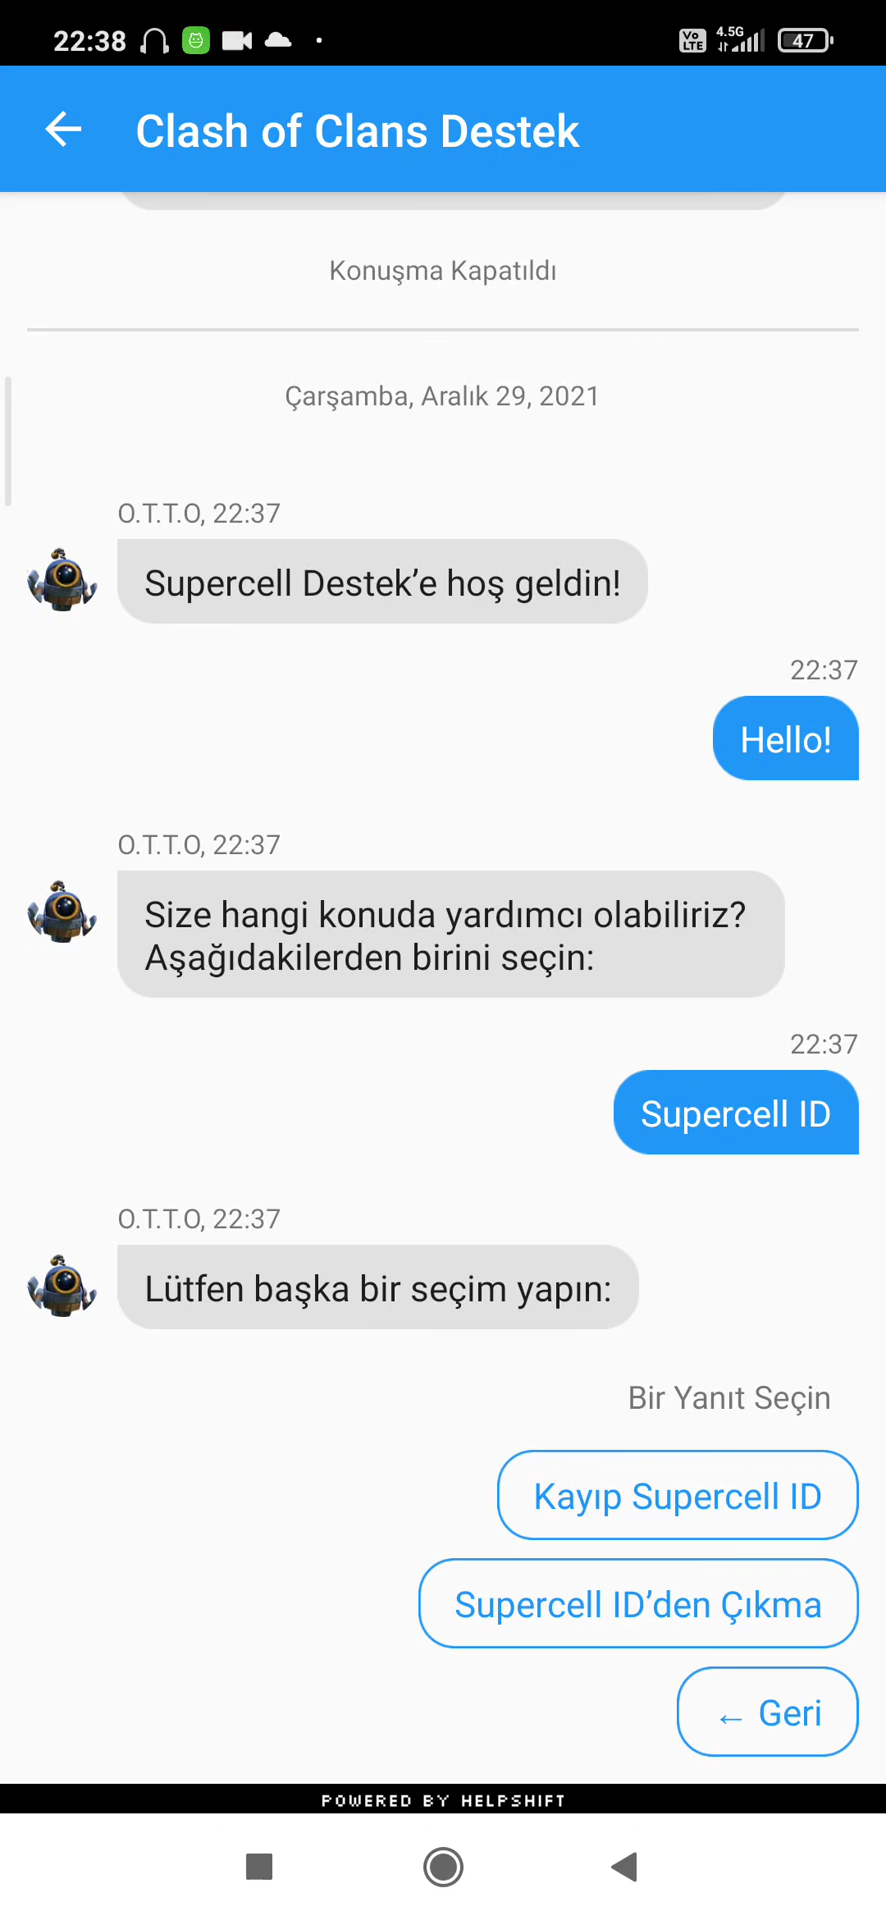 22:38
Vo
LTE
4.5G
47
Clash of Clans Destek
Konuşma Kapatıldı
Çarşamba, Aralık 29, 2021
O.T.T.O, 22:37
Supercell Destek’e hoş geldin!
22:37
Hello!
O.T.T.O, 22:37
Size hangi konuda yardımcı olabiliriz?
Aşağıdakilerden birini seçin:
22:37
Supercell ID
O.T.T.O, 22:37
Lütfen başka bir seçim yapın:
Bir Yanıt Seçin
Kayıp Supercell ID
Supercell ID’den Çıkma
← Geri
POWERED BY HELPSHIFT